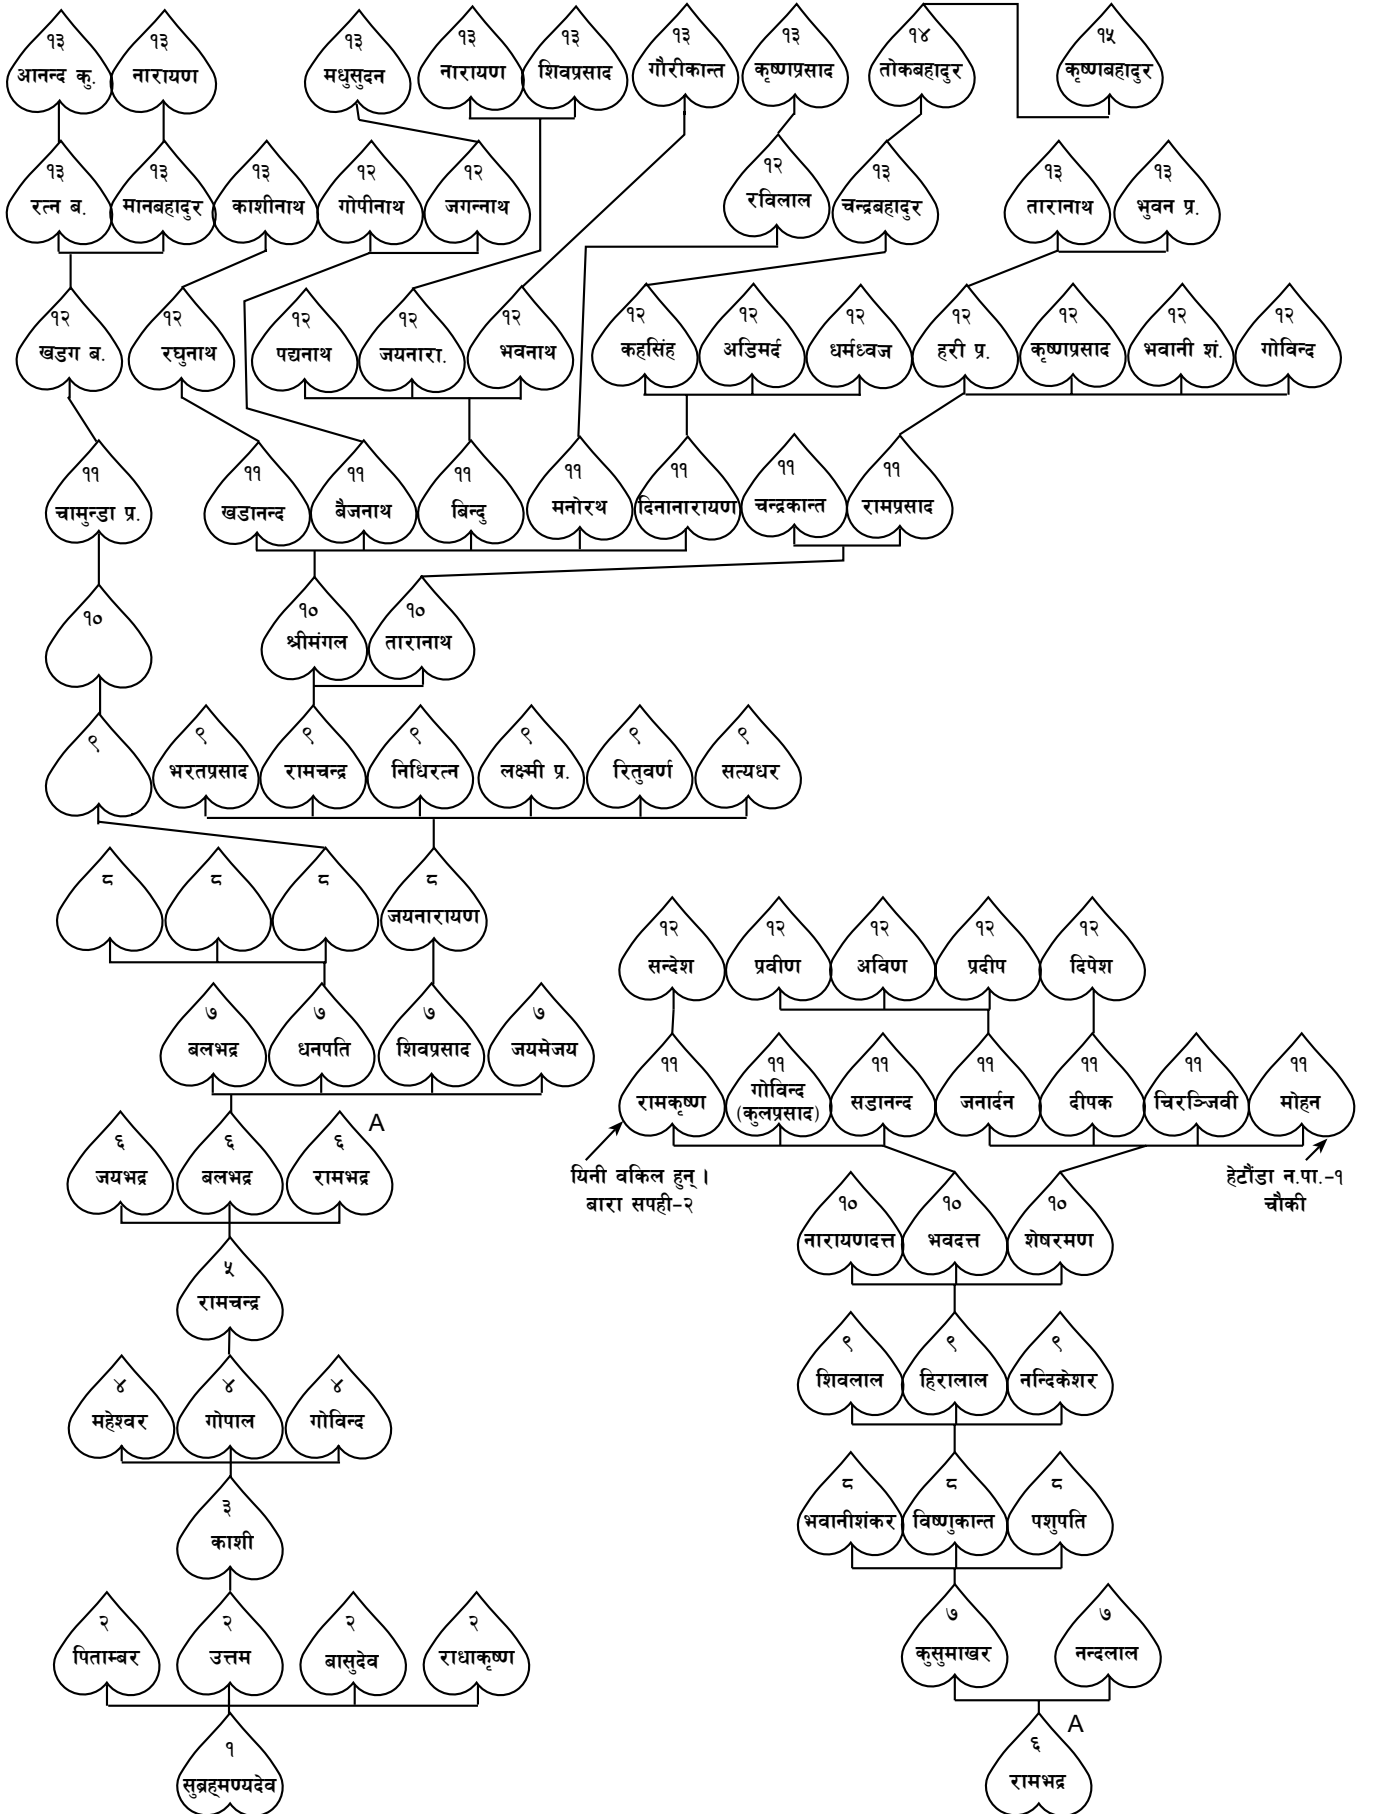 १३ १३ १३ १३ १३ १३ १३ १४ १५
आनन्द कु. नारायण मधुसुदन नारायण शिवप्रसाद गौरीकान्त कृष्णप्रसाद तोकबहादुर कृष्णबहादुर
१३ १३ १३ १२ १२ १२ १३ १३ १३
रत्न ब. मानबहादुर काशीनाथ गोपीनाथ जगन्नाथ रविलाल चन्द्रबहादुर तारानाथ भुवन प्र.
१२ १२ १२ १२ १२ १२ १२ १२ १२ १२ १२ १२
खडग ब. रघुनाथ पद्यनाथ जयनारा. भवनाथ कहसिंह अडिमर्द धर्मध्वज हरी प्र. कृष्णप्रसाद भवानी शं. गोविन्द
११ ११ ११ ११ ११ ११ ११ ११
चामुन्डा प्र. खडानन्द बैजनाथ बिन्दु मनोरथ दिनानारायण चन्द्रकान्त रामप्रसाद
१० १० १०
श्रीमंगल तारानाथ
९ ९ ९ ९ ९ ९ ९
भरतप्रसाद रामचन्द्र निधिरत्न लक्ष्मी प्र. रितुवर्ण सत्यधर
८ ८ ८ ८
जयनारायण
१२ १२ १२ १२ १२
सन्देश प्रवीण अविण प्रदीप दिपेश
७ ७ ७ ७
बलभद्र धनपति शिवप्रसाद जयमेजय
११ ११ ११ ११ ११ ११ ११
रामकृष्ण गोविन्द सडानन्द जनार्दन दीपक चिरञ्जिवी मोहन
(कुलप्रसाद)
A
६ ६ ६
जयभद्र बलभद्र रामभद्र
यिनी वकिल हुन् ।
बारा सपही-२
हेटौंडा न.पा.-१
चौकी
१० १० १०
नारायणदत्त भवदत्त शेषरमण
५
रामचन्द्र
९ ९ ९
शिवलाल हिरालाल नन्दिकेशर
४ ४ ४
महेश्वर गोपाल गोविन्द
८ ८ ८
भवानीशंकर विष्णुकान्त पशुपति
३
काशी
७ ७
कुसुमाखर नन्दलाल
२ २ २ २
पिताम्बर उत्तम बासुदेव राधाकृष्ण
A
६
रामभद्र
१
सुब्रह्मण्यदेव